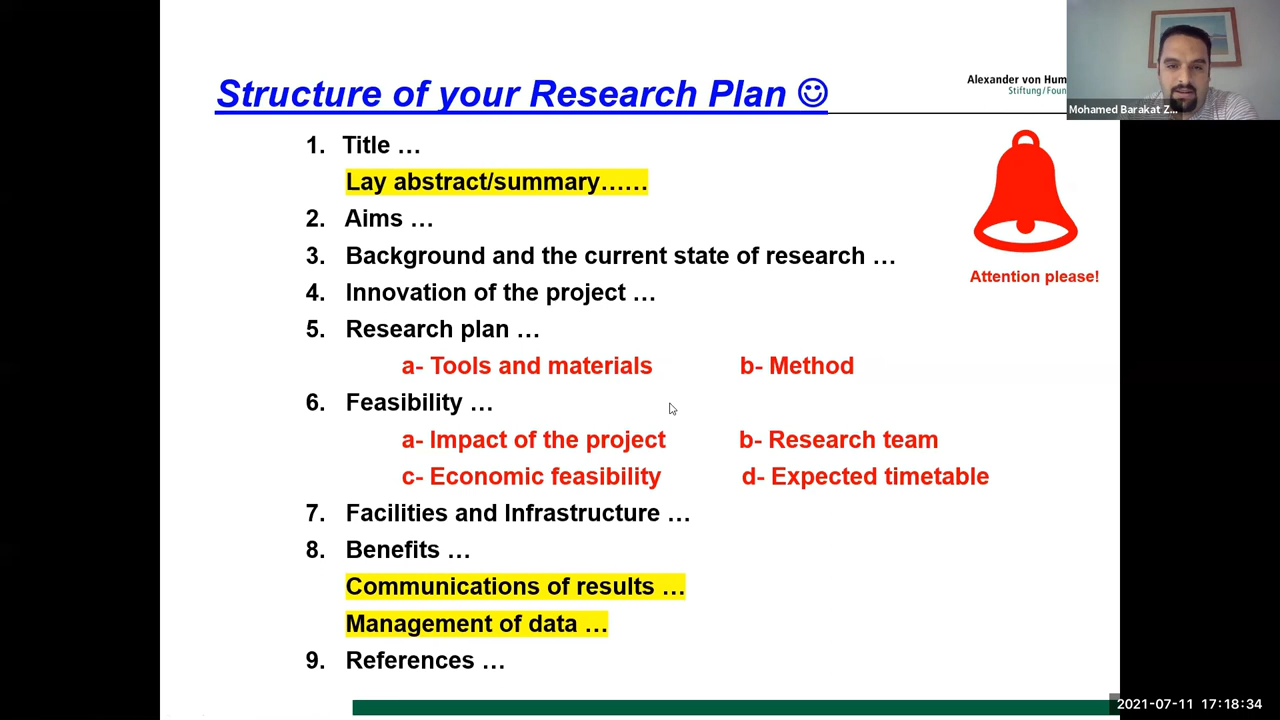 Structure of your Research Plan ☺
Alexander von Hum
Stiftung/Foun
Mohamed Barakat Z...
1. Title …
Lay abstract/summary……
2. Aims …
3. Background and the current state of research …
4. Innovation of the project …
5. Research plan …
a- Tools and materials b- Method
6. Feasibility …
a- Impact of the project b- Research team
c- Economic feasibility d- Expected timetable
7. Facilities and Infrastructure …
8. Benefits …
Communications of results …
Management of data …
9. References …
Attention please!
2021-07-11 17:18:34